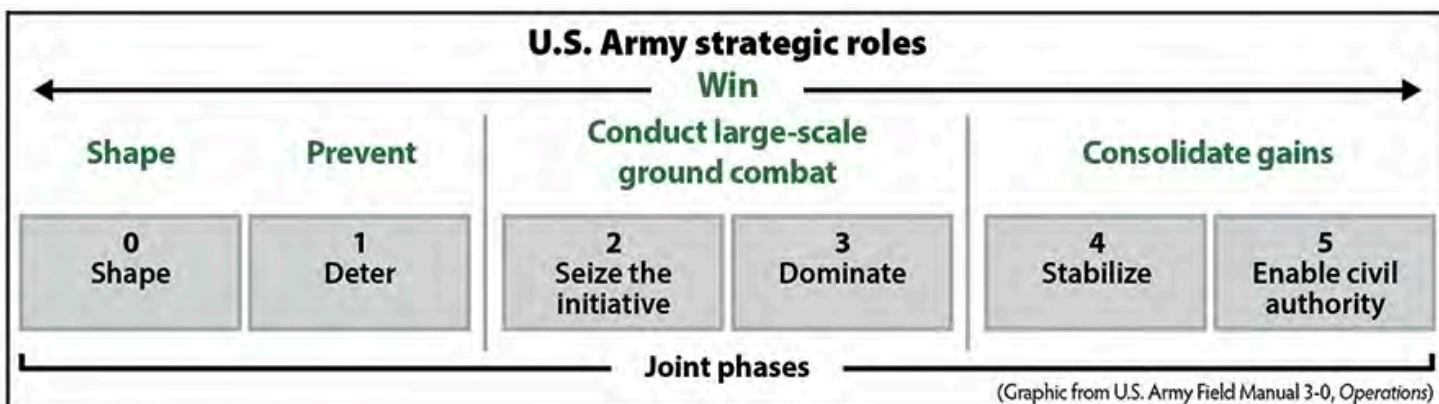 U.S. Army strategic roles
Win
Shape
Prevent
Conduct large-scale
ground combat
Consolidate gains
0
Shape
1
Deter
2
Seize the
initiative
3
Dominate
4
Stabilize
5
Enable civil
authority
Joint phases
(Graphic from U.S. Army Field Manual 3-0, Operations)